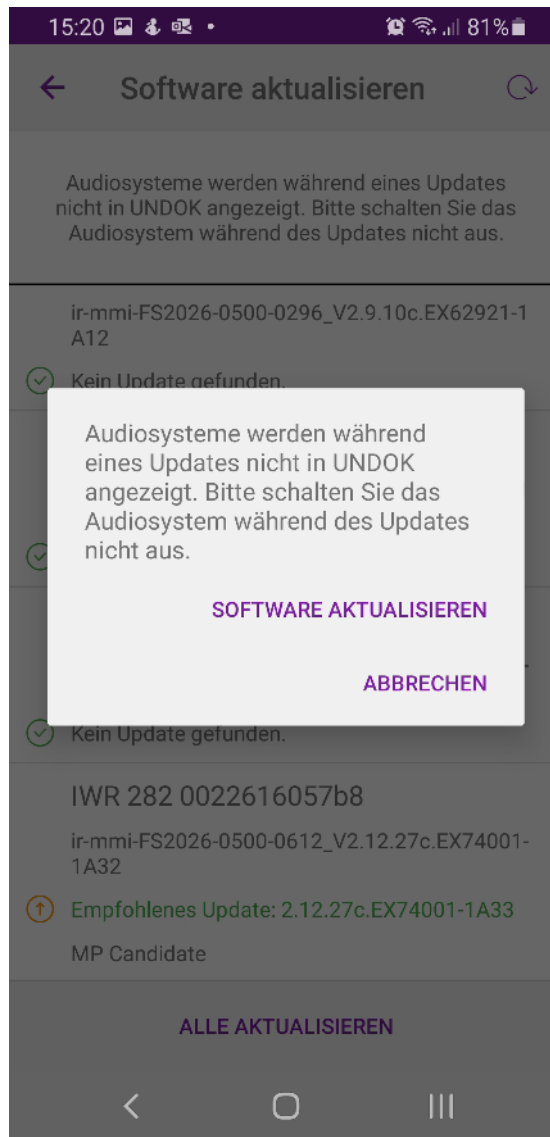 15:20
81%
Software aktualisieren
Audiosysteme werden während eines Updates
nicht in UNDOK angezeigt. Bitte schalten Sie das
Audiosystem während des Updates nicht aus.
ir-mmi-FS2026-0500-0296_V2.9.10c.EX62921-1
A12
Kein Update gefunden.
Audiosysteme werden während
eines Updates nicht in UNDOK
angezeigt. Bitte schalten Sie das
Audiosystem während des Updates
nicht aus.
SOFTWARE AKTUALISIEREN
ABBRECHEN
Kein Update gefunden.
IWR 282 0022616057b8
ir-mmi-FS2026-0500-0612_V2.12.27c.EX74001-
1A32
Empfohlenes Update: 2.12.27c.EX74001-1A33
MP Candidate
ALLE AKTUALISIEREN